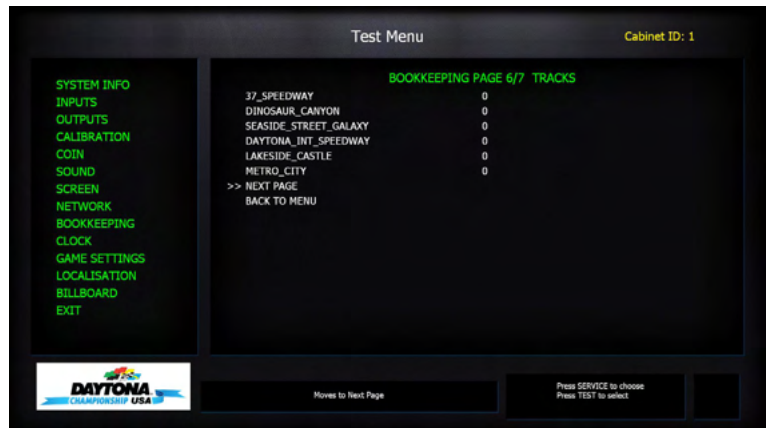 Test Menu
Cabinet ID: 1
SYSTEM INFO
INPUTS
OUTPUTS
CALIBRATION
COIN
SOUND
SCREEN
NETWORK
BOOKKEEPING
CLOCK
GAME SETTINGS
LOCALISATION
BILLBOARD
EXIT
BOOKKEEPING PAGE 6/7 TRACKS
37_SPEEDWAY 0
DINOSAUR_CANYON 0
SEASIDE_STREET_GALAXY 0
DAYTONA_INT_SPEEDWAY 0
LAKESIDE_CASTLE 0
METRO_CITY 0
>> NEXT PAGE
BACK TO MENU
DAYTONA
CHAMPIONSHIP USA
Moves to Next Page
Press SERVICE to choose
Press TEST to select